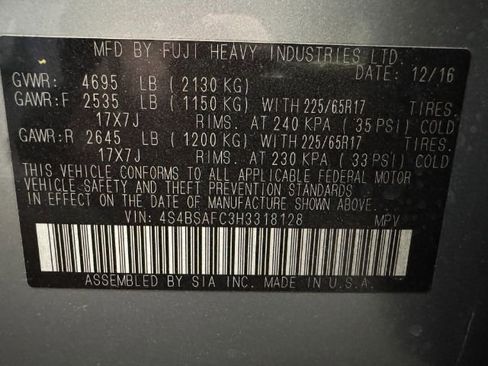 MFD BY FUJI HEAVY INDUSTRIES LTD.
DATE: 12/16
GVWR: 4695 LB (2130 KG)
GAWR:F 2535 LB (1150 KG) WITH 225/65R17 TIRES.
17X7J RIMS. AT 240 KPA (35 PSI) COLD
GAWR:R 2645 LB (1200 KG) WITH 225/65R17 TIRES.
17X7J RIMS. AT 230 KPA (33 PSI) COLD
THIS VEHICLE CONFORMS TO ALL APPLICABLE FEDERAL MOTOR
VEHICLE SAFETY AND THEFT PREVENTION STANDARDS
IN EFFECT ON THE DATE OF MANUFACTURE SHOWN ABOVE.
VIN: 4S4BSAFC3H3318128 MPV
ASSEMBLED BY SIA INC. MADE IN U.S.A.